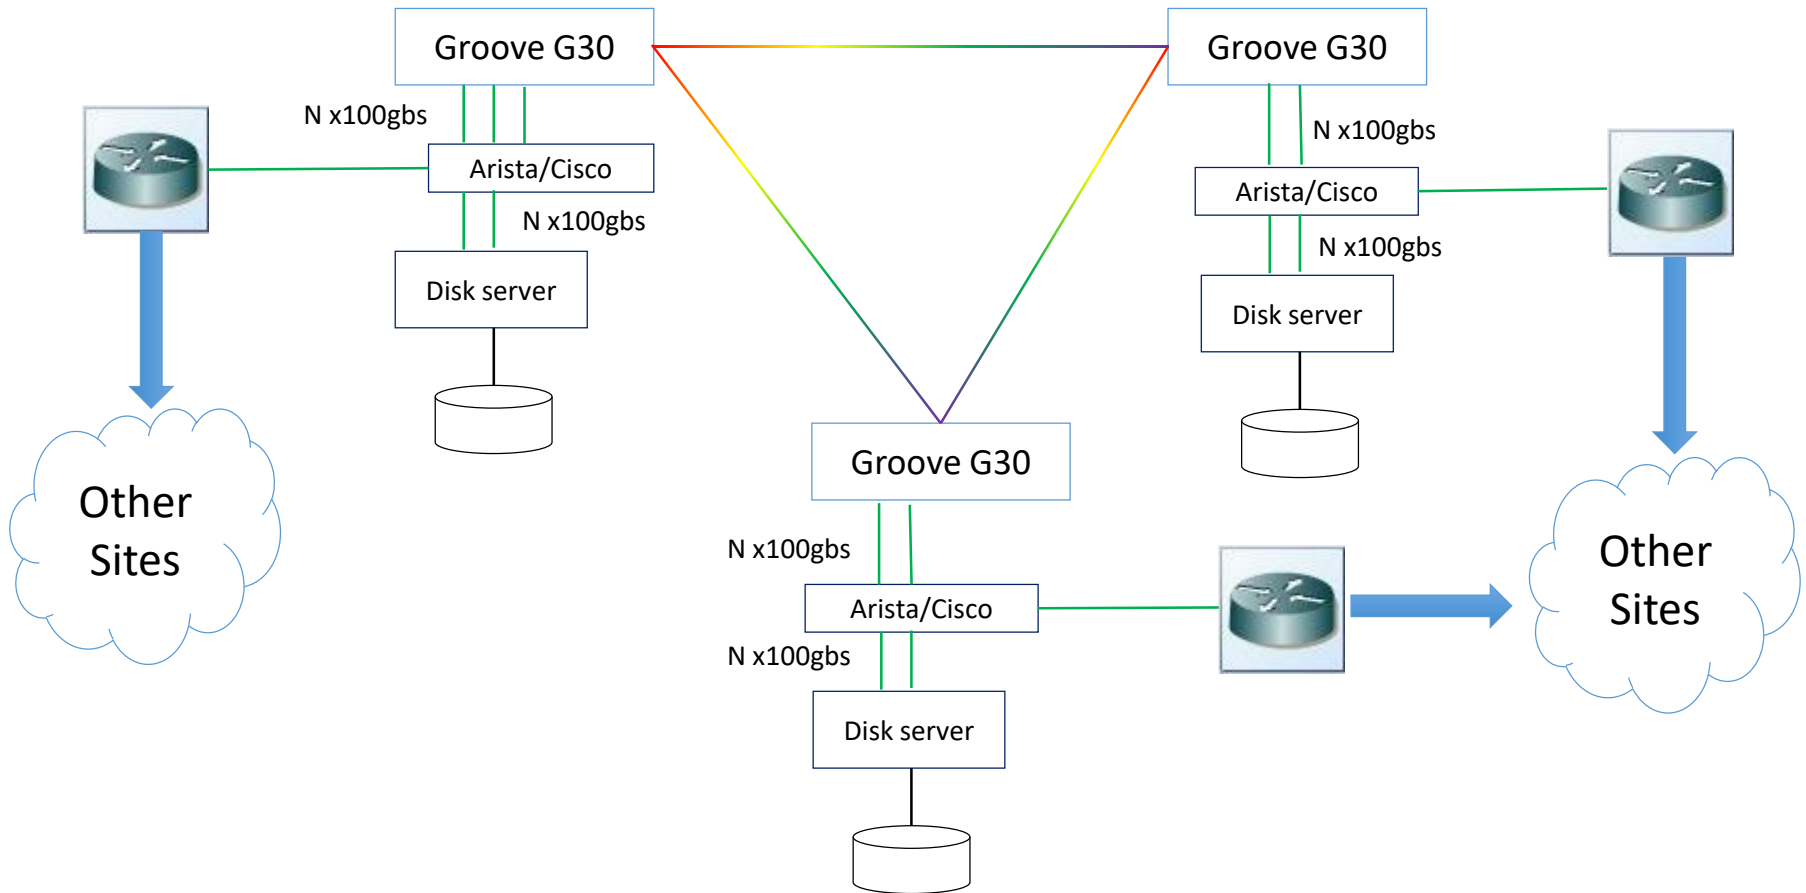 Groove G30
Groove G30
N x100gbs
N x100gbs
Arista/Cisco
Arista/Cisco
N x100gbs
N x100gbs
Disk server
Disk server
Groove G30
Other
Sites
N x100gbs
Other
Sites
Arista/Cisco
N x100gbs
Disk server